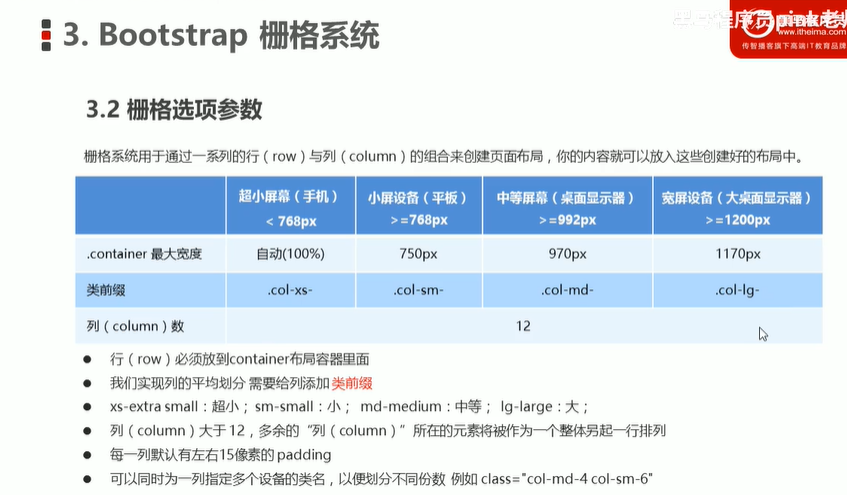 3. Bootstrap 栅格系统
www.itheima.com
传智播客旗下高端IT教育品牌
3.2 栅格选项参数
栅格系统用于通过一系列的行（row）与列（column）的组合来创建页面布局，你的内容就可以放入这些创建好的布局中。
超小屏幕（手机） < 768px
小屏设备（平板） >=768px
中等屏幕（桌面显示器） >=992px
宽屏设备（大桌面显示器） >=1200px
.container 最大宽度 自动(100%) 750px 970px 1170px
类前缀 .col-xs- .col-sm- .col-md- .col-lg-
列（column）数 12
● 行（row）必须放到container布局容器里面
● 我们实现列的平均划分 需要给列添加 类前缀
● xs-extra small：超小； sm-small：小； md-medium：中等； lg-large：大；
● 列（column）大于 12，多余的“列（column）”所在的元素将被作为一个整体另起一行排列
● 每一列默认有左右15像素的 padding
● 可以同时为一列指定多个设备的类名，以便划分不同份数 例如 class="col-md-4 col-sm-6"